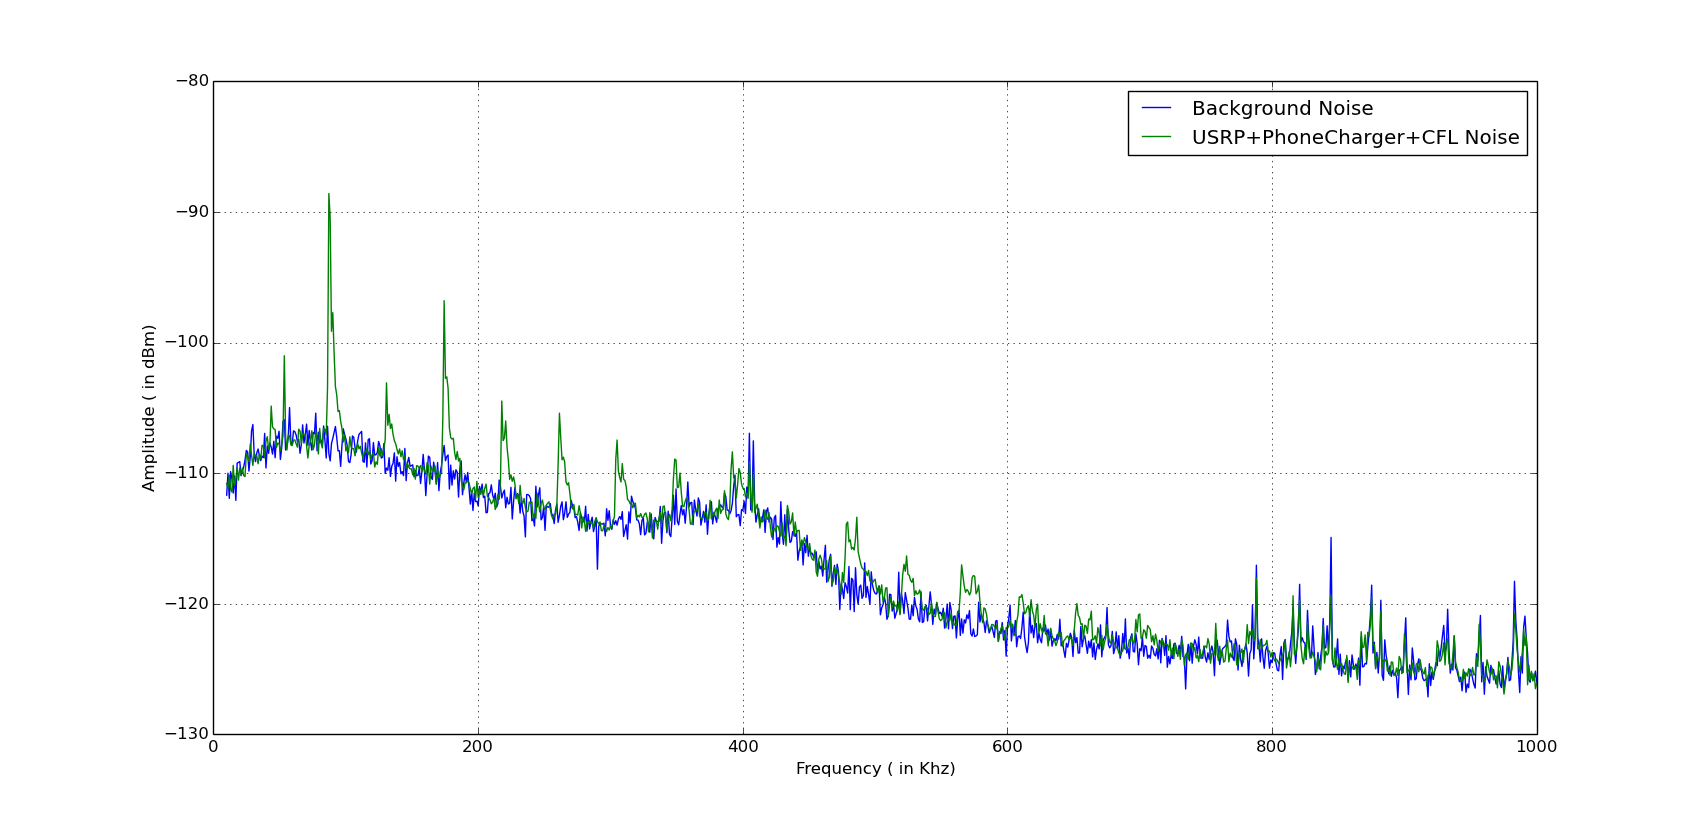 −80
−90
−100
−110
−120
−130
Amplitude ( in dBm)
Background Noise
USRP+PhoneCharger+CFL Noise
0 200 400 600 800 1000
Frequency ( in Khz)